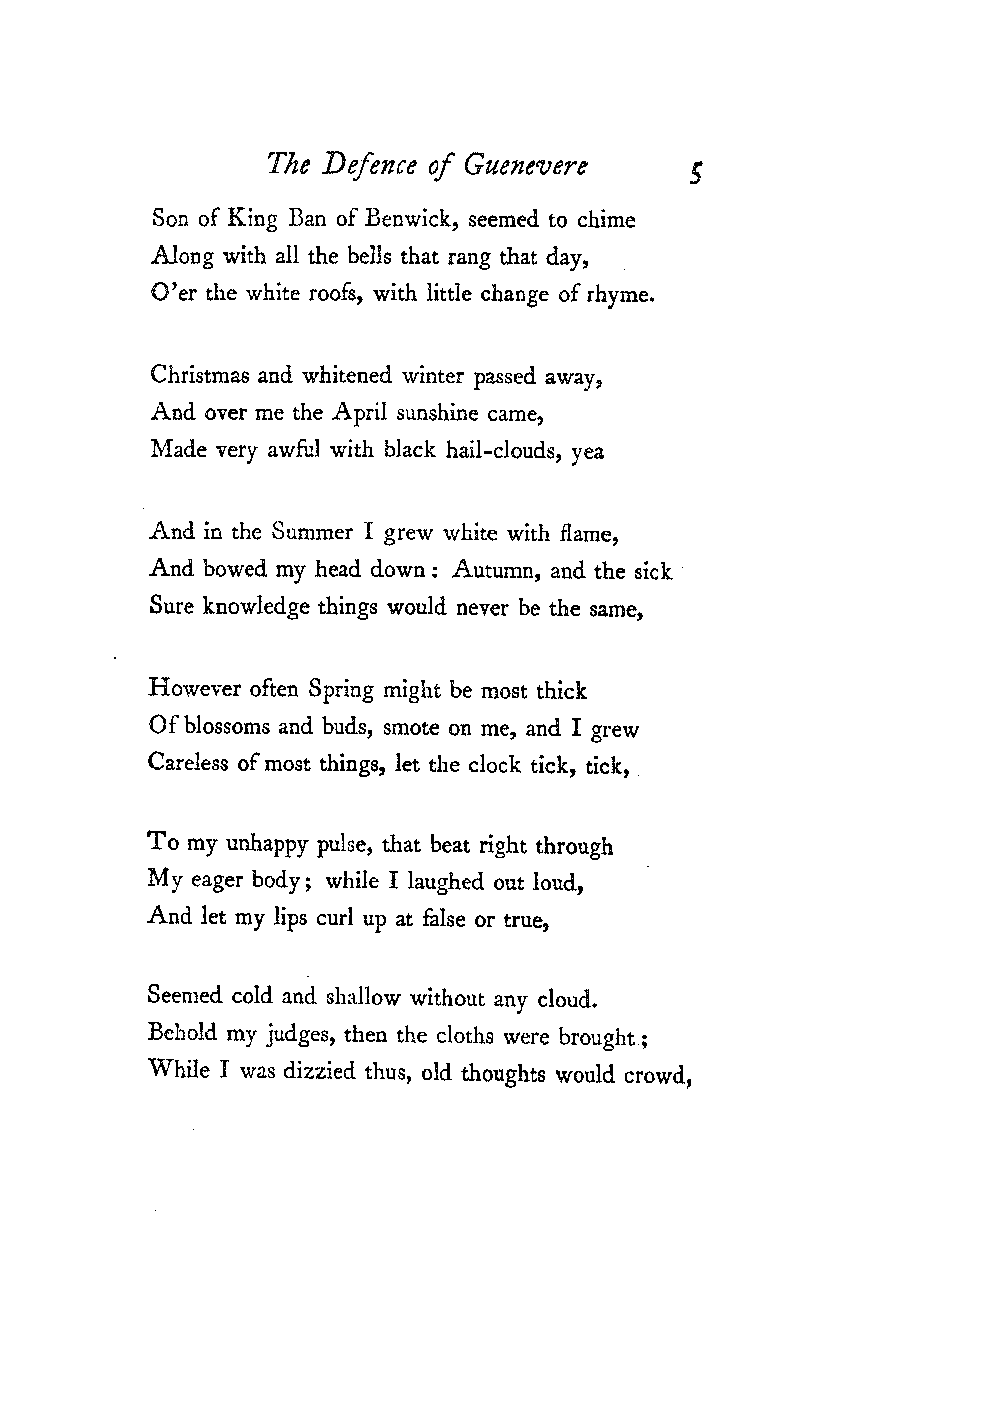 The Defence of Guenevere 5
Son of King Ban of Benwick, seemed to chime
Along with all the bells that rang that day,
O'er the white roofs, with little change of rhyme.
Christmas and whitened winter passed away,
And over me the April sunshine came,
Made very awful with black hail-clouds, yea
And in the Summer I grew white with flame,
And bowed my head down: Autumn, and the sick
Sure knowledge things would never be the same,
However often Spring might be most thick
Of blossoms and buds, smote on me, and I grew
Careless of most things, let the clock tick, tick,
To my unhappy pulse, that beat right through
My eager body; while I laughed out loud,
And let my lips curl up at false or true,
Seemed cold and shallow without any cloud.
Behold my judges, then the cloths were brought;
While I was dizzied thus, old thoughts would crowd,